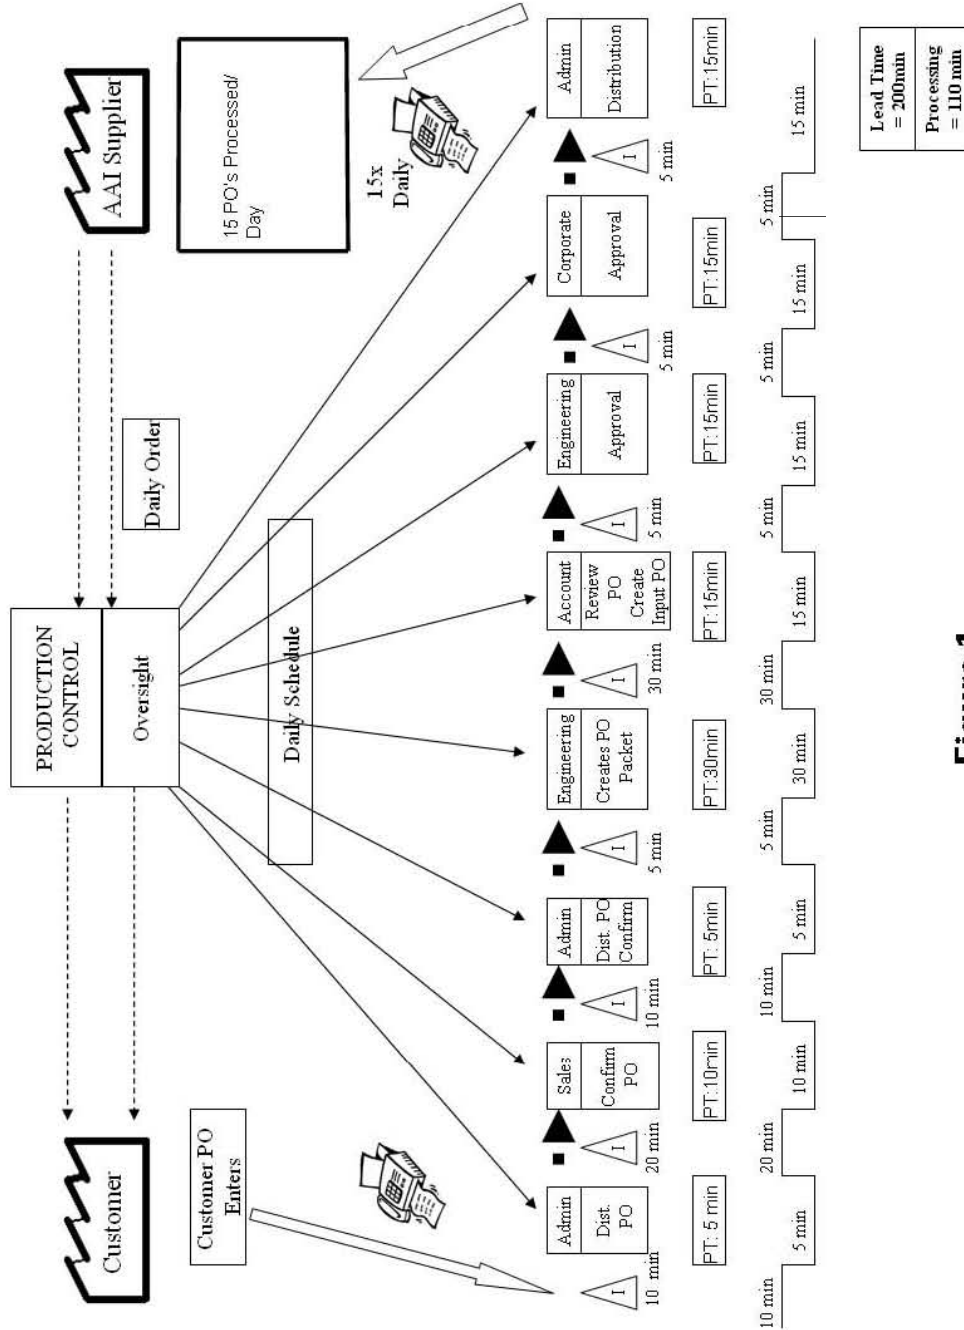 PRODUCTION
CONTROL
Oversight
Customer
AAI Supplier
Daily Order
Customer PO
Enters
15 PO's Processed/
Day
Daily Schedule
15x
Daily
I
10 min
Admin
Dist.
PO
I
20 min
Sales
Confirm
PO
I
10 min
Admin
Dist. PO
Confirm
I
5 min
Engineering
Creates PO
Packet
I
30 min
Account
Review
PO
Create
Input PO
I
5 min
Engineering
Approval
I
5 min
Corporate
Approval
I
5 min
Admin
Distribution
PT: 5 min
PT:10min
PT: 5min
PT:30min
PT:15min
PT:15min
PT:15min
PT:15min
10 min
5 min
20 min
10 min
10 min
5 min
5 min
30 min
30 min
15 min
5 min
15 min
5 min
15 min
5 min
15 min
Lead Time
= 200min
Processing
= 110 min
Figure 1